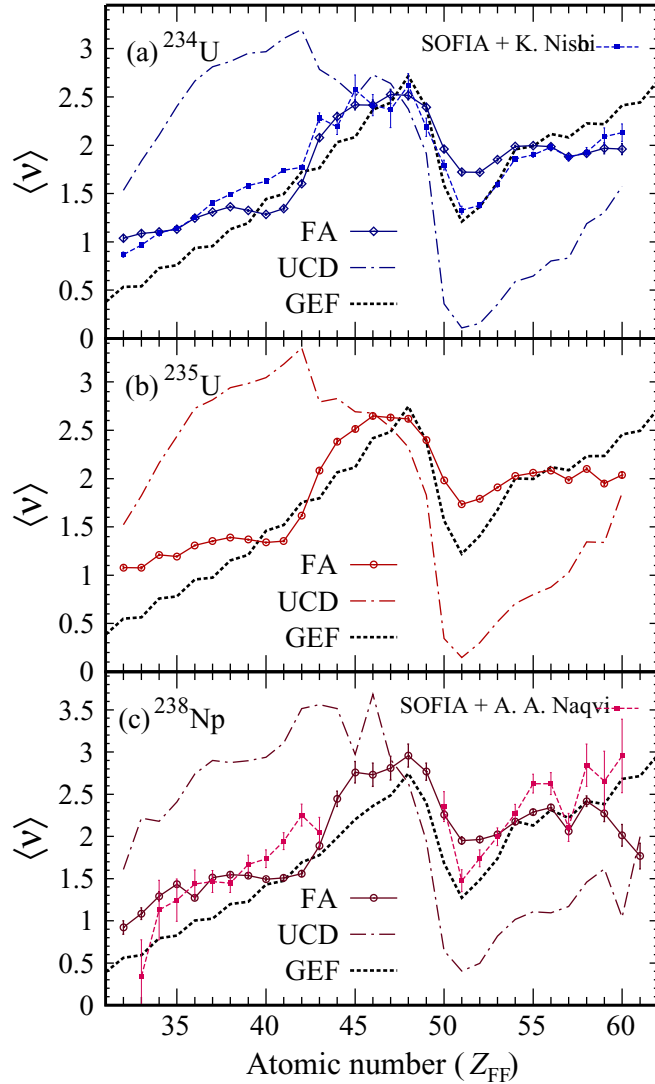 (a) ²³⁴U
SOFIA + K. Nishi
3
2.5
2
1.5
1
0.5
0
⟨ν⟩
FA
UCD
GEF
(b) ²³⁵U
3
2.5
2
1.5
1
0.5
0
⟨ν⟩
FA
UCD
GEF
(c) ²³⁸Np
SOFIA + A. A. Naqvi
3.5
3
2.5
2
1.5
1
0.5
0
⟨ν⟩
FA
UCD
GEF
35 40 45 50 55 60
Atomic number (Z_FF)